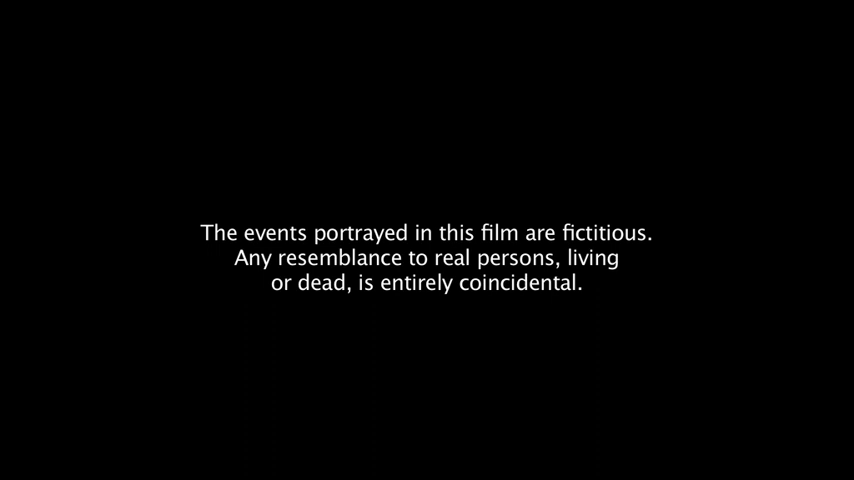 The events portrayed in this film are fictitious.
Any resemblance to real persons, living
or dead, is entirely coincidental.